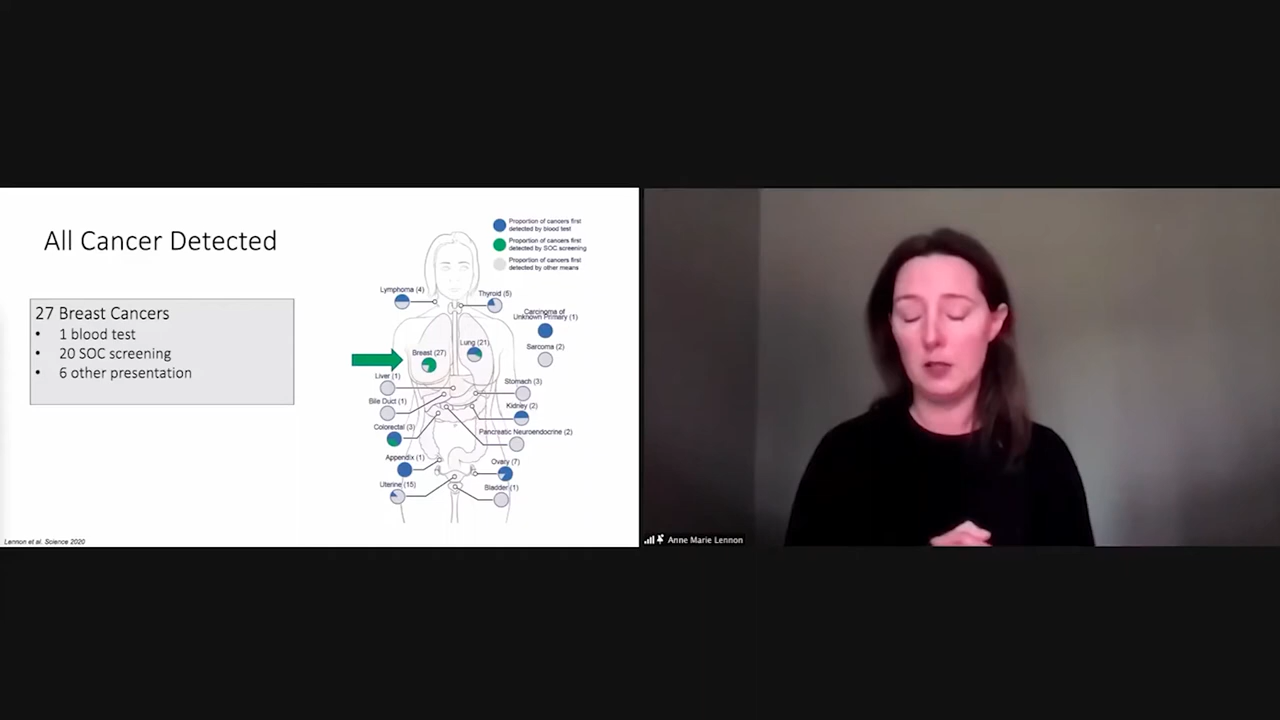 All Cancer Detected
27 Breast Cancers
• 1 blood test
• 20 SOC screening
• 6 other presentation
Proportion of cancers first
detected by blood test
Proportion of cancers first
detected by SOC screening
Proportion of cancers first
detected by other means
Lymphoma (4)
Thyroid (5)
Carcinoma of
Unknown Primary (1)
Lung (21)
Sarcoma (2)
Breast (27)
Liver (1)
Stomach (3)
Bile Duct (1)
Kidney (2)
Colorectal (3)
Pancreatic Neuroendocrine (2)
Appendix (1)
Ovary (7)
Uterine (15)
Bladder (1)
Lennon et al. Science 2020
Anne Marie Lennon